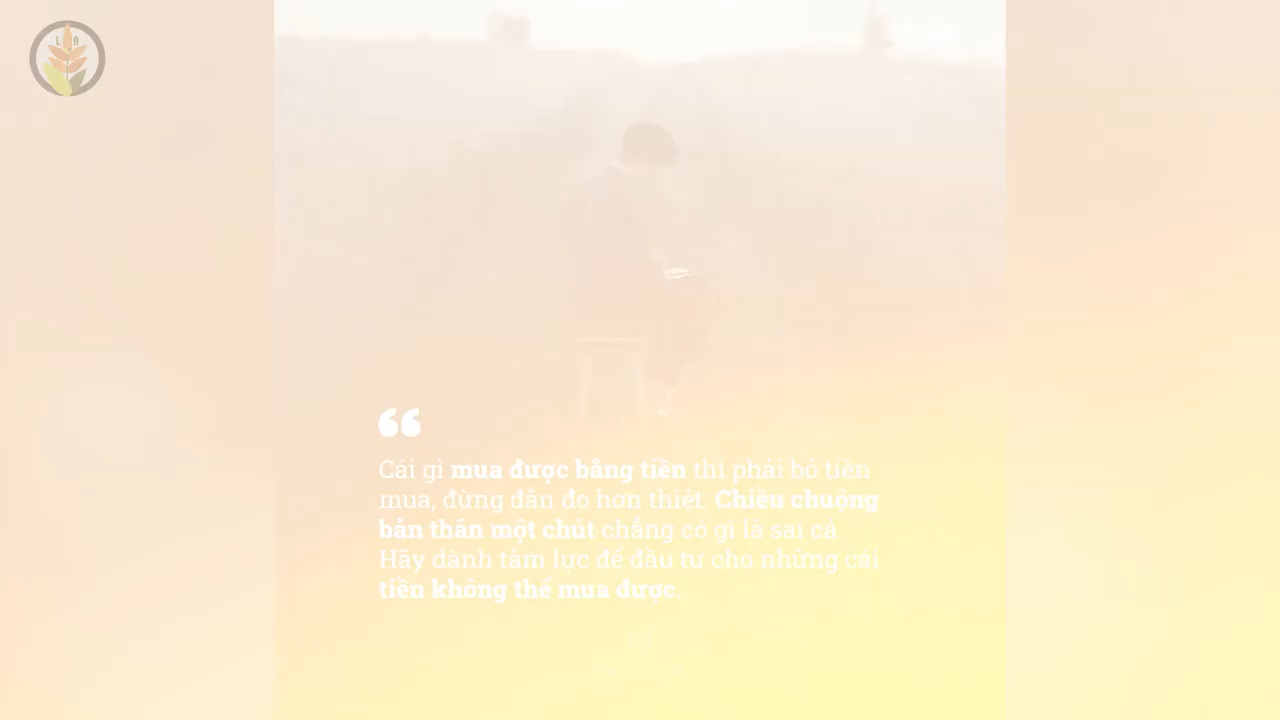 L A
“
Cái gì mua được bằng tiền thì phải bỏ tiền
mua, đừng đắn đo hơn thiệt. Chiều chuộng
bản thân một chút chẳng có gì là sai cả.
Hãy dành tâm lực để đầu tư cho những cái
tiền không thể mua được.